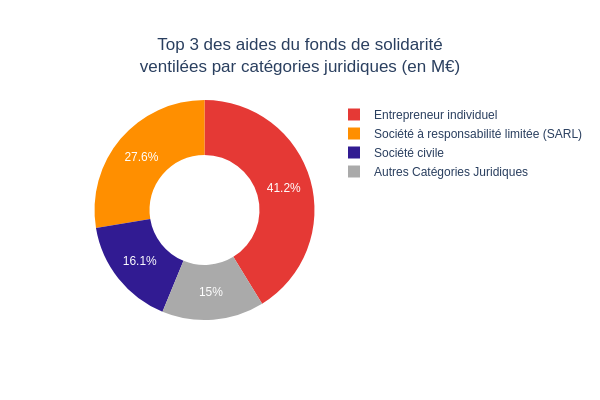 Top 3 des aides du fonds de solidarité
ventilées par catégories juridiques (en M€)
Entrepreneur individuel
Société à responsabilité limitée (SARL)
Société civile
Autres Catégories Juridiques
27.6%
41.2%
16.1%
15%